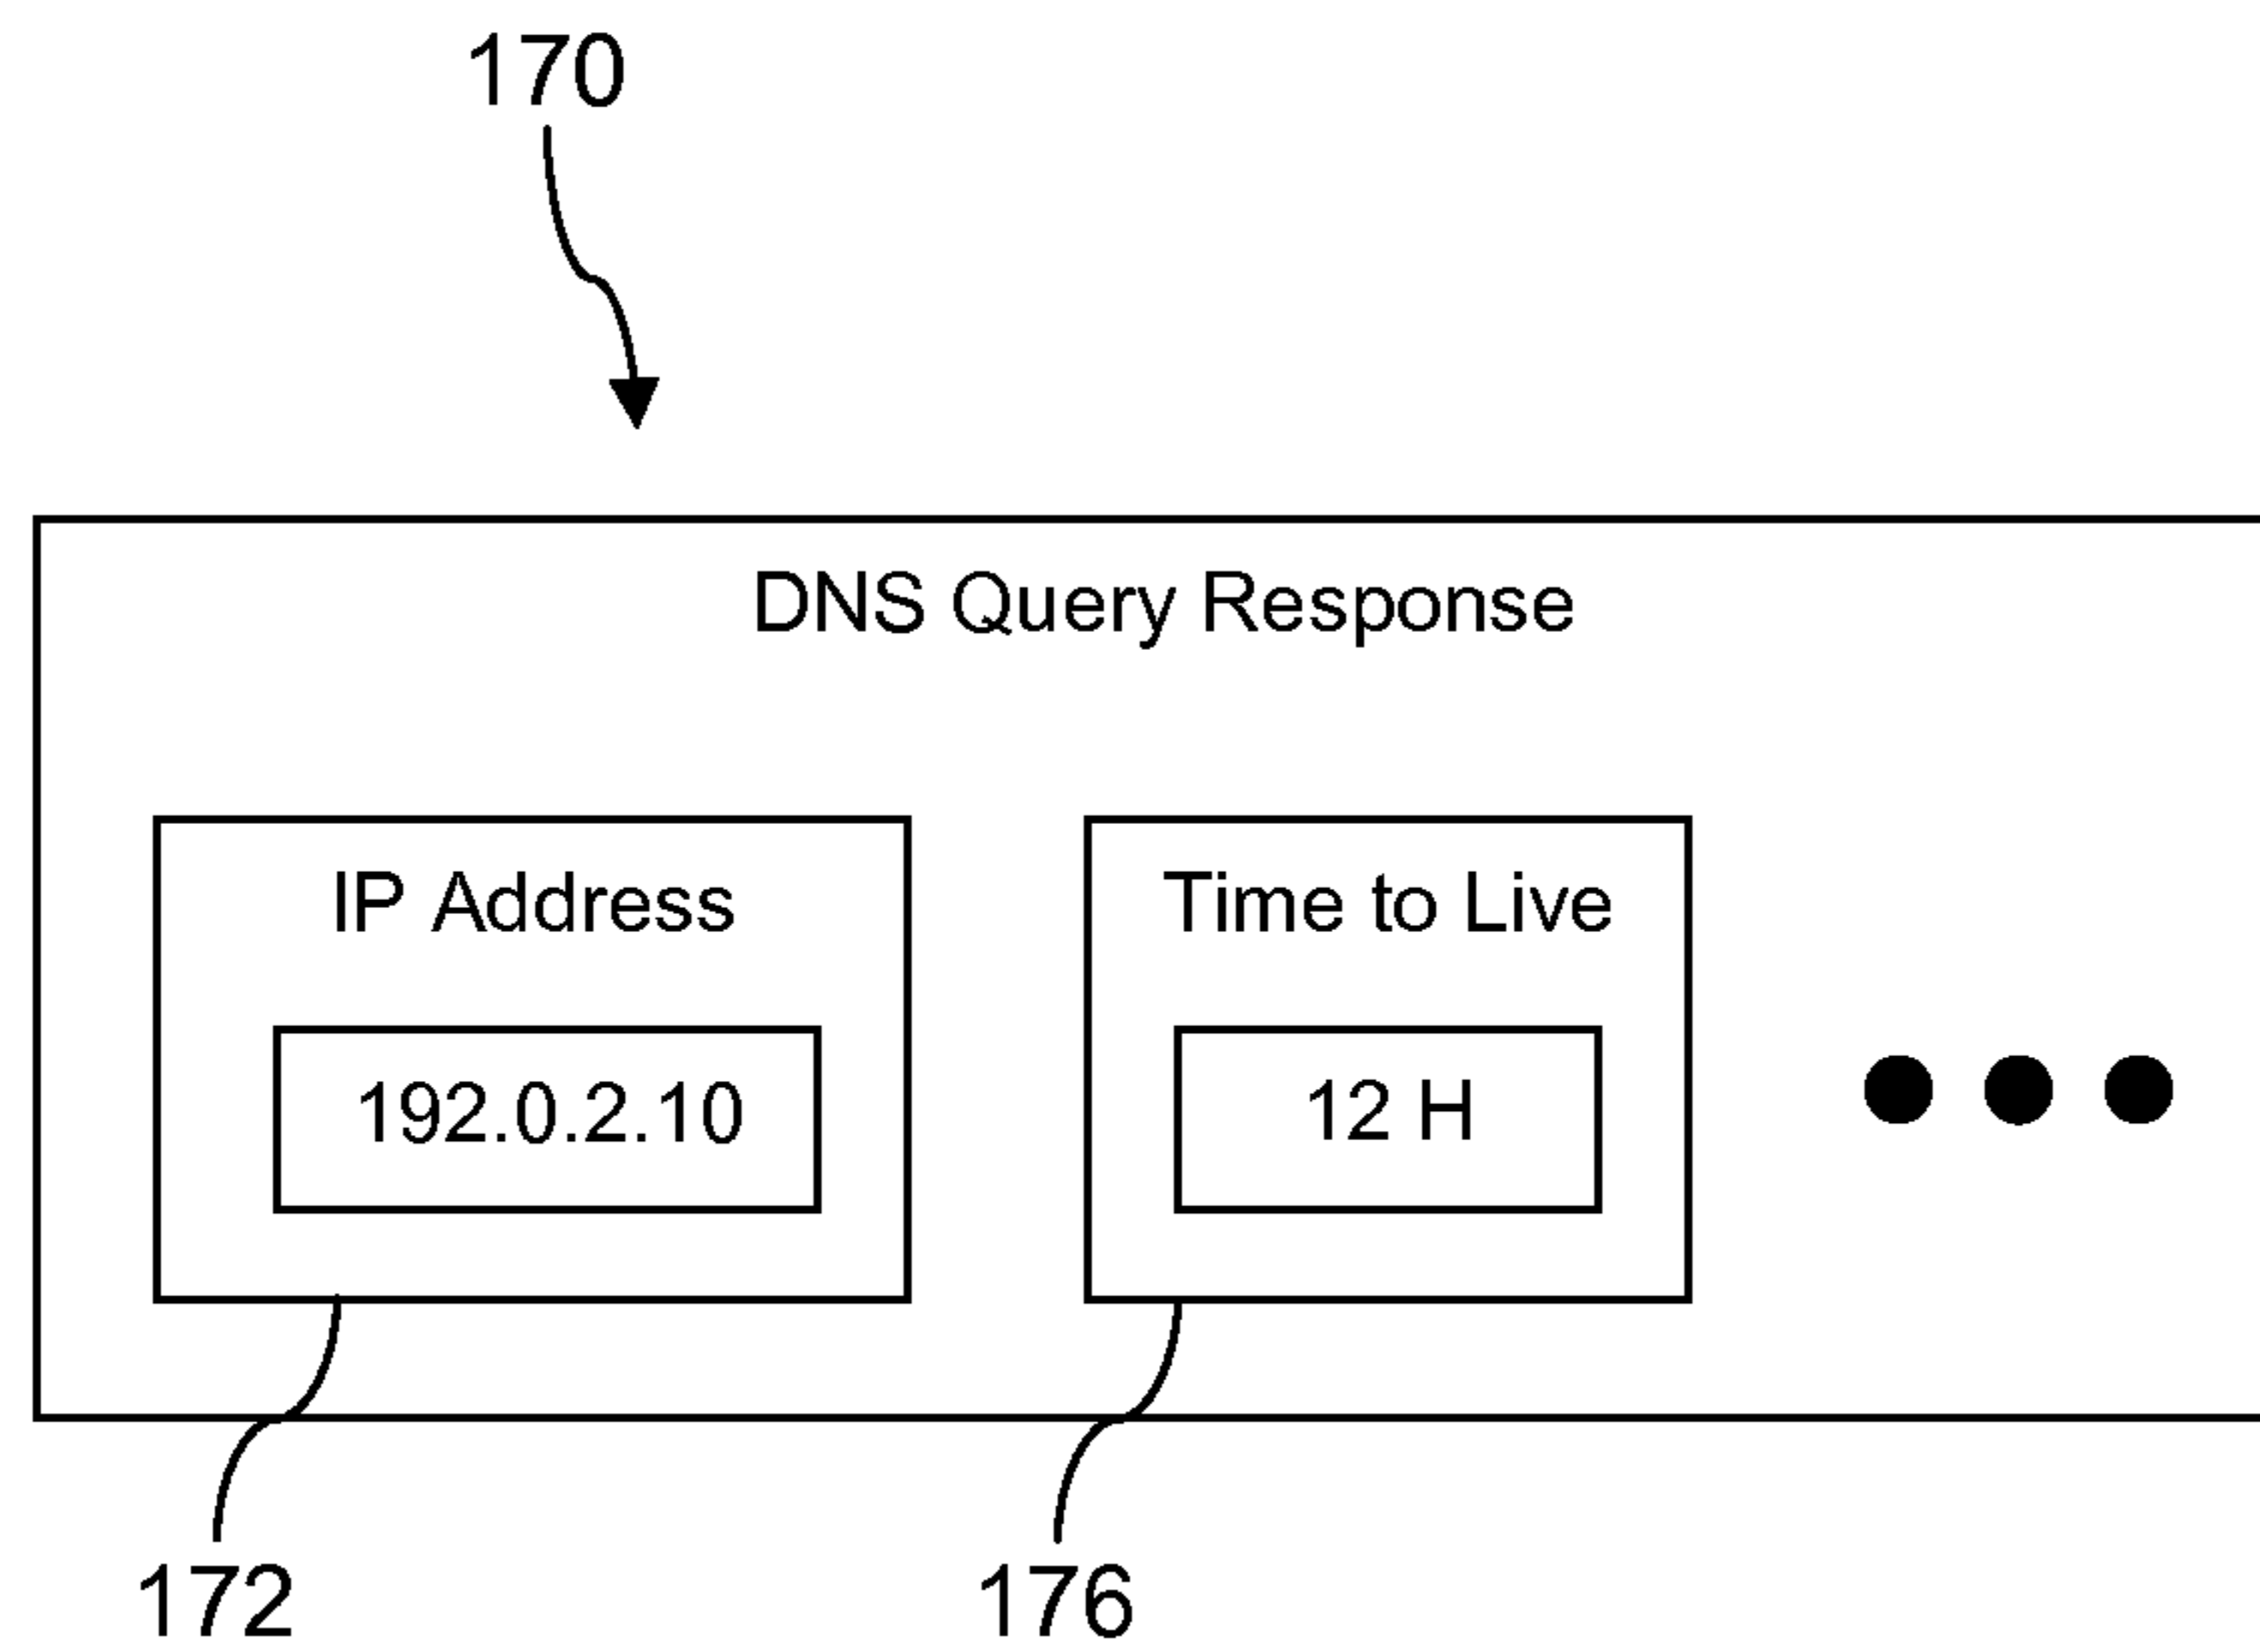 170
DNS Query Response
IP Address
Time to Live
192.0.2.10
12 H
172
176